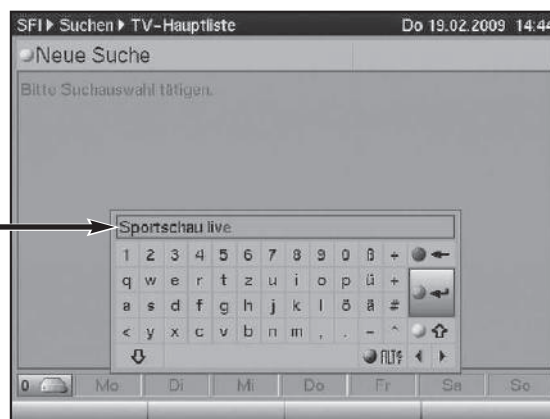 SFI ▶ Suchen ▶ TV-Hauptliste Do 19.02.2009 14:44
Neue Suche
Bitte Suchauswahl tätigen.
Sportschau live
1 2 3 4 5 6 7 8 9 0 ß +
q w e r t z u i o p ü +
a s d f g h j k l ö ä #
< y x c v b n m , . - ^
0 Mo Di Mi Do Fr Sa So